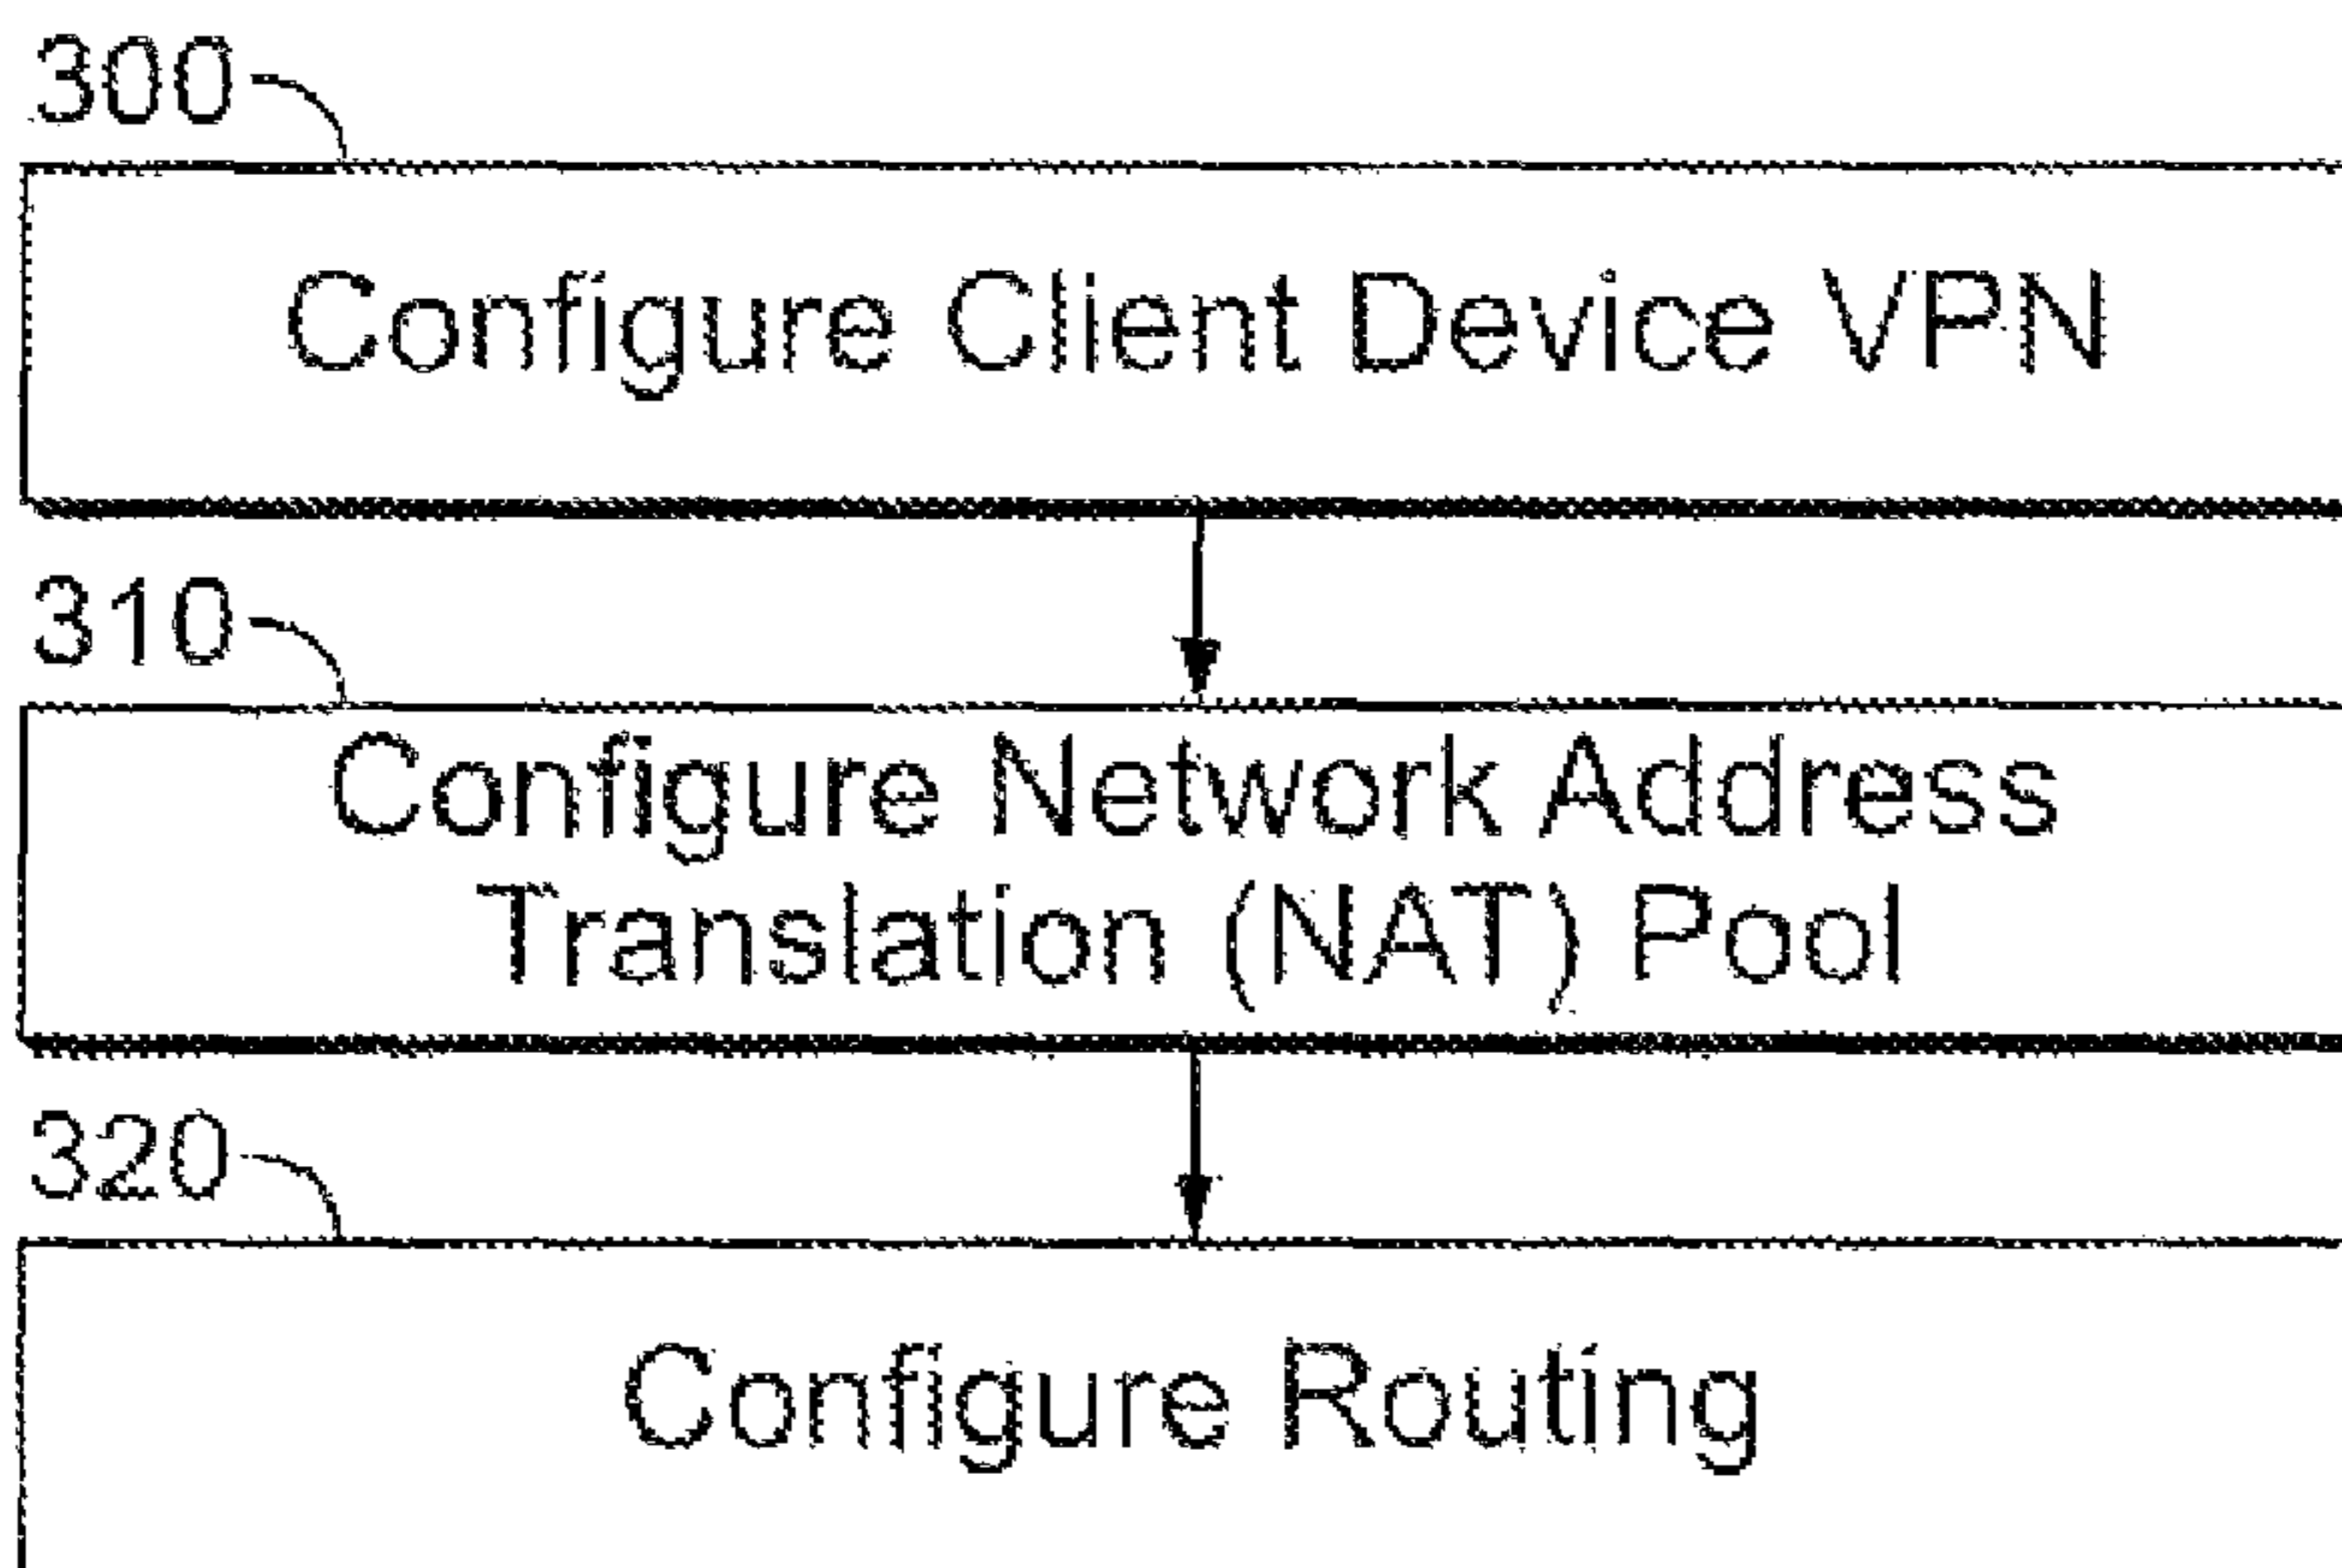 300
Configure Client Device VPN
310
Configure Network Address
Translation (NAT) Pool
320
Configure Routing